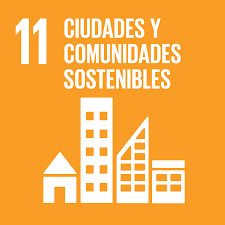 11 CIUDADES Y
COMUNIDADES
SOSTENIBLES